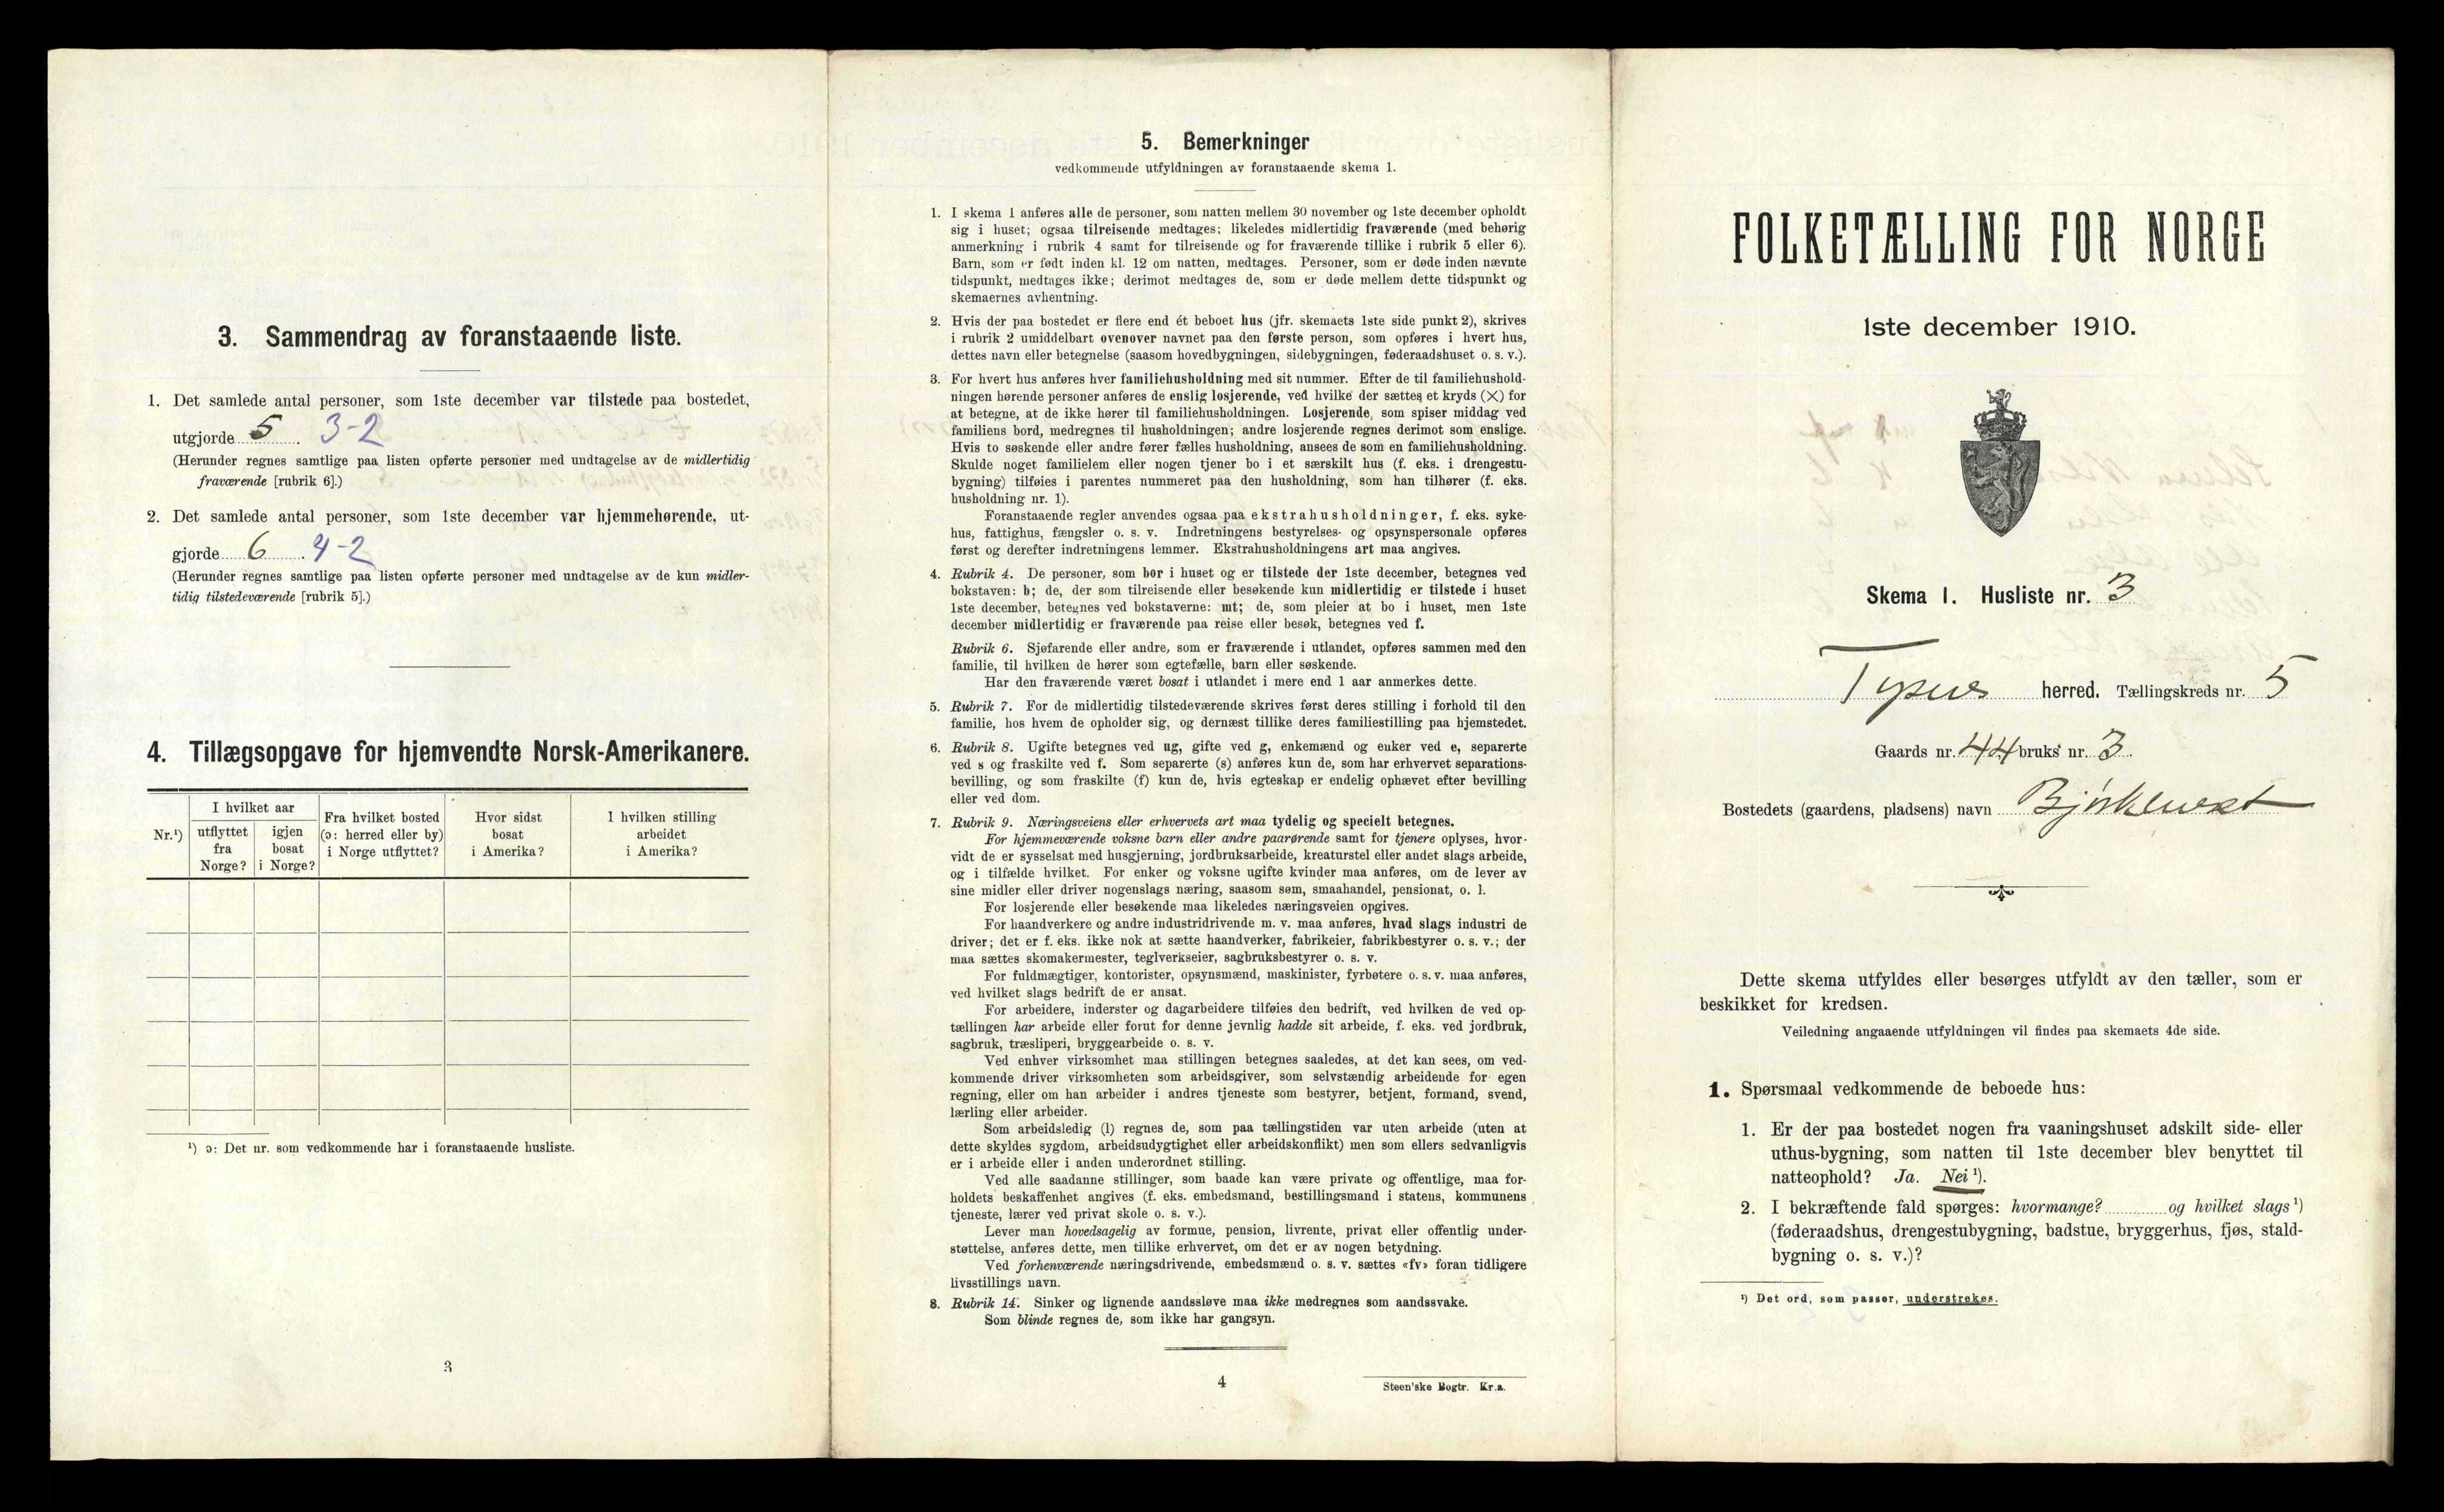 3. Sammendrag av foranstaaende liste.
1. Det samlede antal personer, som 1ste december var tilstede paa bostedet,
utgjorde 5. 3-2
(Herunder regnes samtlige paa listen opførte personer med undtagelse av de midlertidig
fraværende [rubrik 6].)
2. Det samlede antal personer, som 1ste december var hjemmehørende, ut-
gjorde 6. 4-2
(Herunder regnes samtlige paa listen opførte personer med undtagelse av de kun midler-
tidig tilstedeværende [rubrik 5].)
4. Tillægsopgave for hjemvendte Norsk-Amerikanere.
Nr.¹)
I hvilket aar
utflyttet
fra
Norge?
igjen
bosat
i Norge?
Fra hvilket bosted
(ɔ: herred eller by)
i Norge utflyttet?
Hvor sidst
bosat
i Amerika?
I hvilken stilling
arbeidet
i Amerika?
¹) ɔ: Det nr. som vedkommende har i foranstaaende husliste.
3
5. Bemerkninger
vedkommende utfyldningen av foranstaaende skema 1.
1. I skema 1 anføres alle de personer, som natten mellem 30 november og 1ste december opholdt
sig i huset; ogsaa tilreisende medtages; likeledes midlertidig fraværende (med behørig
anmerkning i rubrik 4 samt for tilreisende og for fraværende tillike i rubrik 5 eller 6).
Barn, som er født inden kl. 12 om natten, medtages. Personer, som er døde inden nævnte
tidspunkt, medtages ikke; derimot medtages de, som er døde mellem dette tidspunkt og
skemaernes avhentning.
2. Hvis der paa bostedet er flere end ét beboet hus (jfr. skemaets 1ste side punkt 2), skrives
i rubrik 2 umiddelbart ovenover navnet paa den første person, som opføres i hvert hus,
dettes navn eller betegnelse (saasom hovedbygningen, sidebygningen, føderaadshuset o. s. v.).
3. For hvert hus anføres hver familiehusholdning med sit nummer. Efter de til familiehushold-
ningen hørende personer anføres de enslig losjerende, ved hvilke der sættes et kryds (×) for
at betegne, at de ikke hører til familiehusholdningen. Losjerende, som spiser middag ved
familiens bord, medregnes til husholdningen; andre losjerende regnes derimot som enslige.
Hvis to søskende eller andre fører fælles husholdning, ansees de som en familiehusholdning.
Skulde noget familielem eller nogen tjener bo i et særskilt hus (f. eks. i drengestu-
bygning) tilføies i parentes nummeret paa den husholdning, som han tilhører (f. eks.
husholdning nr. 1).
Foranstaaende regler anvendes ogsaa paa ekstrahusholdninger, f. eks. syke-
hus, fattighus, fængsler o. s. v. Indretningens bestyrelses- og opsynspersonale opføres
først og derefter indretningens lemmer. Ekstrahusholdningens art maa angives.
4. Rubrik 4. De personer, som bor i huset og er tilstede der 1ste december, betegnes ved
bokstaven: b; de, der som tilreisende eller besøkende kun midlertidig er tilstede i huset
1ste december, betegnes ved bokstaverne: mt; de, som pleier at bo i huset, men 1ste
december midlertidig er fraværende paa reise eller besøk, betegnes ved f.
Rubrik 6. Sjøfarende eller andre, som er fraværende i utlandet, opføres sammen med den
familie, til hvilken de hører som egtefælle, barn eller søskende.
Har den fraværende været bosat i utlandet i mere end 1 aar anmerkes dette.
5. Rubrik 7. For de midlertidig tilstedeværende skrives først deres stilling i forhold til den
familie, hos hvem de opholder sig, og dernæst tillike deres familiestilling paa hjemstedet.
6. Rubrik 8. Ugifte betegnes ved ug, gifte ved g, enkemænd og enker ved e, separerte
ved s og fraskilte ved f. Som separerte (s) anføres kun de, som har erhvervet separations-
bevilling, og som fraskilte (f) kun de, hvis egteskap er endelig ophævet efter bevilling
eller ved dom.
7. Rubrik 9. Næringsveiens eller erhvervets art maa tydelig og specielt betegnes.
For hjemmeværende voksne barn eller andre paarørende samt for tjenere oplyses, hvor-
vidt de er sysselsat med husgjerning, jordbruksarbeide, kreaturstel eller andet slags arbeide,
og i tilfælde hvilket. For enker og voksne ugifte kvinder maa anføres, om de lever av
sine midler eller driver nogenslags næring, saasom søm, smaahandel, pensionat, o. l.
For losjerende eller besøkende maa likeledes næringsveien opgives.
For haandverkere og andre industridrivende m. v. maa anføres, hvad slags industri de
driver; det er f. eks. ikke nok at sætte haandverker, fabrikeier, fabrikbestyrer o. s. v.; der
maa sættes skomakermester, teglverkseier, sagbruksbestyrer o. s. v.
For fuldmægtiger, kontorister, opsynsmænd, maskinister, fyrbøtere o. s. v. maa anføres,
ved hvilket slags bedrift de er ansat.
For arbeidere, inderster og dagarbeidere tilføies den bedrift, ved hvilken de ved op-
tællingen har arbeide eller forut for denne jevnlig hadde sit arbeide, f. eks. ved jordbruk,
sagbruk, træsliperi, bryggearbeide o. s. v.
Ved enhver virksomhet maa stillingen betegnes saaledes, at det kan sees, om ved-
kommende driver virksomheten som arbeidsgiver, som selvstændig arbeidende for egen
regning, eller om han arbeider i andres tjeneste som bestyrer, betjent, formand, svend,
lærling eller arbeider.
Som arbeidsledig (l) regnes de, som paa tællingstiden var uten arbeide (uten at
dette skyldes sygdom, arbeidsudygtighet eller arbeidskonflikt) men som ellers sedvanligvis
er i arbeide eller i anden underordnet stilling.
Ved alle saadanne stillinger, som baade kan være private og offentlige, maa for-
holdets beskaffenhet angives (f. eks. embedsmand, bestillingsmand i statens, kommunens
tjeneste, lærer ved privat skole o. s. v.).
Lever man hovedsagelig av formue, pension, livrente, privat eller offentlig under-
støttelse, anføres dette, men tillike erhvervet, om det er av nogen betydning.
Ved forhenværende næringsdrivende, embedsmænd o. s. v. sættes «fv» foran tidligere
livsstillings navn.
8. Rubrik 14. Sinker og lignende aandssløve maa ikke medregnes som aandssvake.
Som blinde regnes de, som ikke har gangsyn.
4
Steen'ske Bogtr. Kr.a.
FOLKETÆLLING FOR NORGE
1ste december 1910.
Skema 1. Husliste nr. 3
Tysvær herred. Tællingskreds nr. 5
Gaards nr. 44 bruks nr. 3.
Bostedets (gaardens, pladsens) navn
Dette skema utfyldes eller besørges utfyldt av den tæller, som er
beskikket for kredsen.
Veiledning angaaende utfyldningen vil findes paa skemaets 4de side.
1. Spørsmaal vedkommende de beboede hus:
1. Er der paa bostedet nogen fra vaaningshuset adskilt side- eller
uthus-bygning, som natten til 1ste december blev benyttet til
natteophold? Ja. Nei ¹).
2. I bekræftende fald spørges: hvormange? og hvilket slags ¹)
(føderaadshus, drengestubygning, badstue, bryggerhus, fjøs, stald-
bygning o. s. v.)?
¹) Det ord, som passer, understrekes.